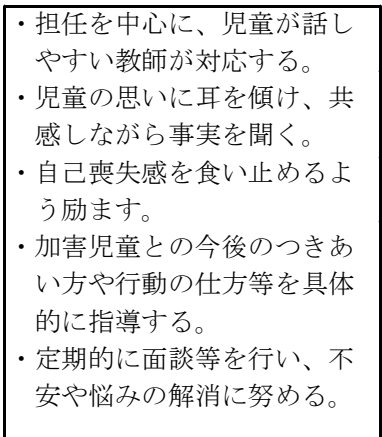 ・担任を中心に、児童が話し
やすい教師が対応する。
・児童の思いに耳を傾け、共
感しながら事実を聞く。
・自己喪失感を食い止めるよ
う励ます。
・加害児童との今後のつきあ
い方や行動の仕方等を具体
的に指導する。
・定期的に面談等を行い、不
安や悩みの解消に努める。